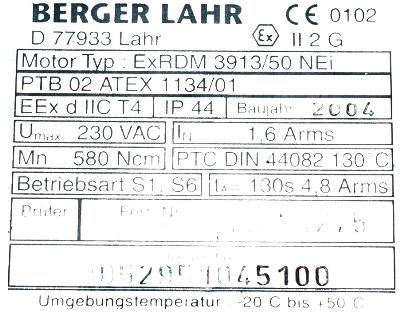 BERGER LAHR CE 0102
D 77933 Lahr Ex II 2 G
Motor Typ : ExRDM 3913/50 NEi
PTB 02 ATEX 1134/01
EEx d IIC T4 IP 44 Baujahr 2004
Umax. 230 VAC IN 1,6 Arms
Mn 580 Ncm PTC DIN 44082 130°C
Betriebsart S1, S6 tA= 130s 4,8 Arms
Prüfer
1045100
Umgebungstemperatur : -20 C bis +50 C